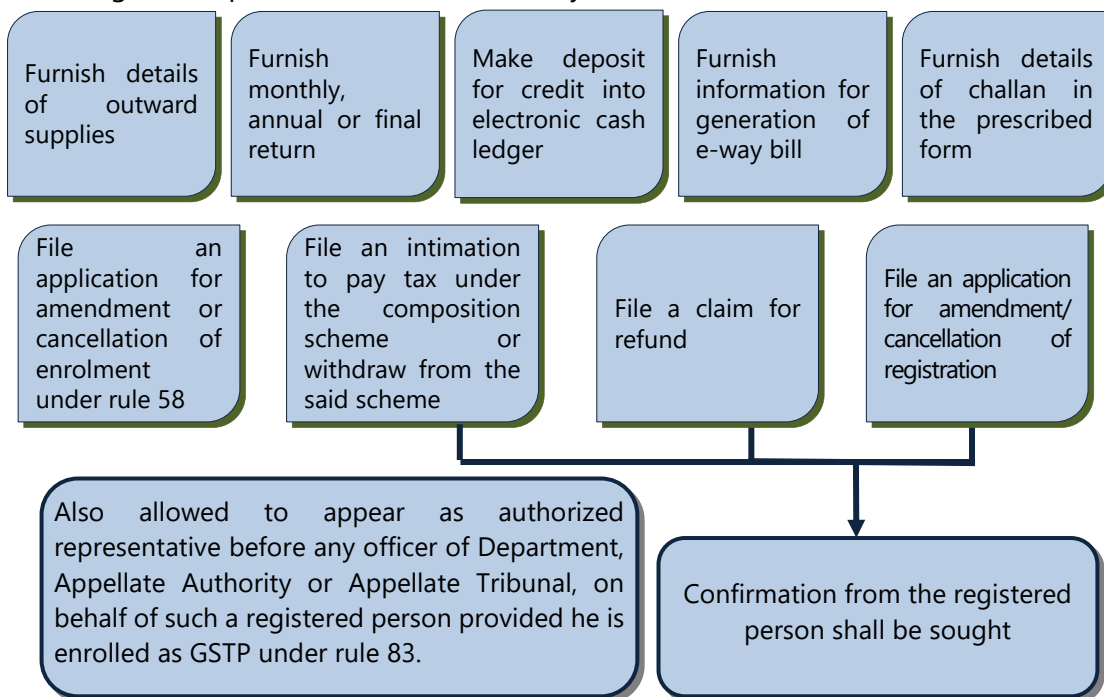 Furnish details
of outward
supplies
Furnish
monthly,
annual or final
return
Make deposit
for credit into
electronic cash
ledger
Furnish
information for
generation of
e-way bill
Furnish details
of challan in
the prescribed
form
File an
application for
amendment or
cancellation of
enrolment
under rule 58
File an intimation
to pay tax under
the composition
scheme or
withdraw from the
said scheme
File a claim for
refund
File an application
for amendment/
cancellation of
registration
Also allowed to appear as authorized
representative before any officer of Department,
Appellate Authority or Appellate Tribunal, on
behalf of such a registered person provided he is
enrolled as GSTP under rule 83.
Confirmation from the registered
person shall be sought